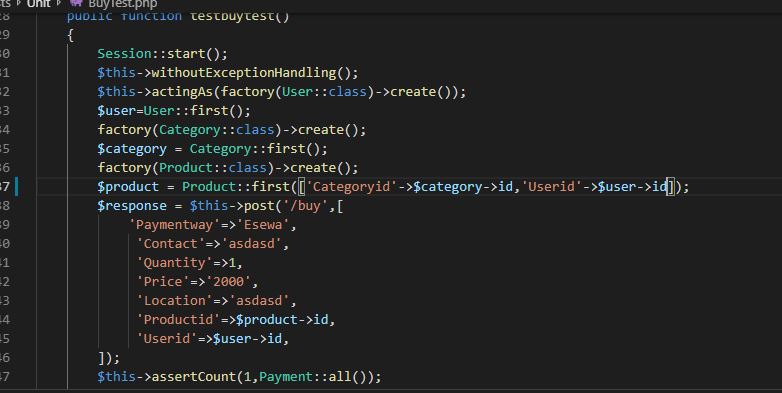 sts > Unit > BuyTest.php
28 public function testbuytest()
29 {
30 Session::start();
31 $this->withoutExceptionHandling();
32 $this->actingAs(factory(User::class)->create());
33 $user=User::first();
34 factory(Category::class)->create();
35 $category = Category::first();
36 factory(Product::class)->create();
37 $product = Product::first(['Categoryid'->$category->id,'Userid'->$user->id]);
38 $response = $this->post('/buy',[
39 'Paymentway'=>'Esewa',
40 'Contact'=>'asdasd',
41 'Quantity'=>1,
42 'Price'=>'2000',
43 'Location'=>'asdasd',
44 'Productid'=>$product->id,
45 'Userid'=>$user->id,
46 ]);
47 $this->assertCount(1,Payment::all());